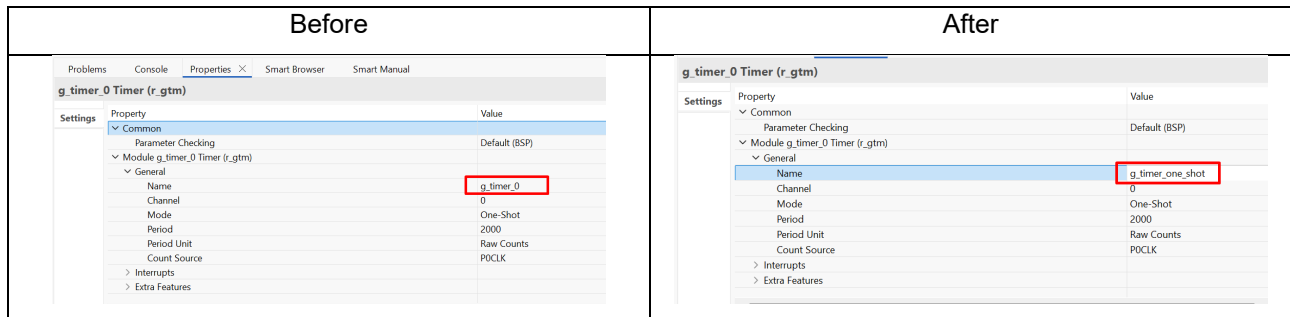 Before
Problems Console Properties × Smart Browser Smart Manual
g_timer_0 Timer (r_gtm)
Settings
Property Value
Common
Parameter Checking Default (BSP)
Module g_timer_0 Timer (r_gtm)
General
Name g_timer_0
Channel 0
Mode One-Shot
Period 2000
Period Unit Raw Counts
Count Source P0CLK
Interrupts
Extra Features
After
g_timer_0 Timer (r_gtm)
Settings
Property Value
Common
Parameter Checking Default (BSP)
Module g_timer_0 Timer (r_gtm)
General
Name g_timer_one_shot
Channel 0
Mode One-Shot
Period 2000
Period Unit Raw Counts
Count Source P0CLK
Interrupts
Extra Features